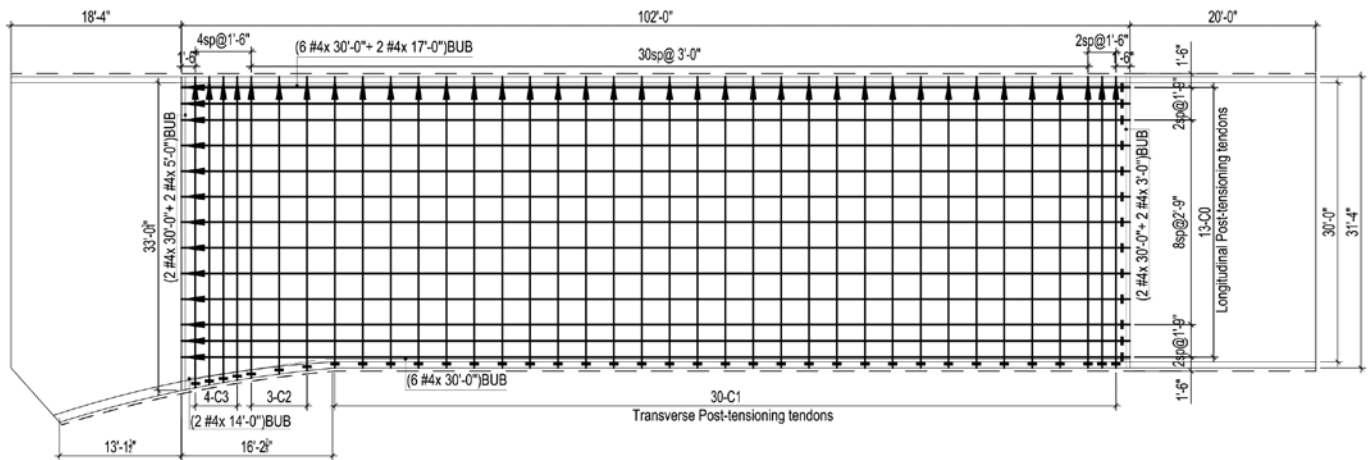 18'-4"
102'-0"
20'-0"
4sp@1'-6"
(6 #4x 30'-0"+ 2 #4x 17'-0")BUB
2sp@1'-6"
1'-6"
30sp@ 3'-0"
1'-6"
1'-6"
2sp@1'-9"
(2 #4x 30'-0"+ 2 #4x 5'-0")BUB
33'-0
(2 #4x 30'-0"+ 2 #4x 3'-0")BUB
8sp@2'-9"
13-C0
Longitudinal Post-tensioning tendons
30'-0"
31'-4"
2sp@1'-9"
1'-6"
(6 #4x 30'-0")BUB
4-C3
3-C2
30-C1
Transverse Post-tensioning tendons
(2 #4x 14'-0")BUB
13'-1
16'-2